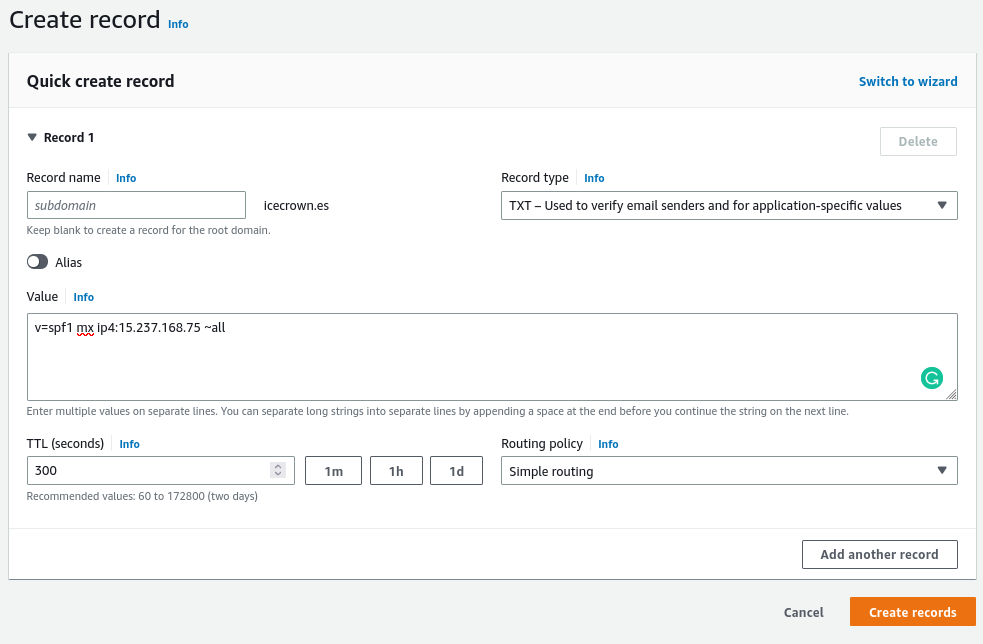 Create record Info
Quick create record
Switch to wizard
Record 1
Delete
Record name Info
Record type Info
subdomain
icecrown.es
TXT – Used to verify email senders and for application-specific values
Keep blank to create a record for the root domain.
Alias
Value Info
v=spf1 mx ip4:15.237.168.75 ~all
Enter multiple values on separate lines. You can separate long strings into separate lines by appending a space at the end before you continue the string on the next line.
TTL (seconds) Info
Routing policy Info
300
1m
1h
1d
Simple routing
Recommended values: 60 to 172800 (two days)
Add another record
Cancel
Create records